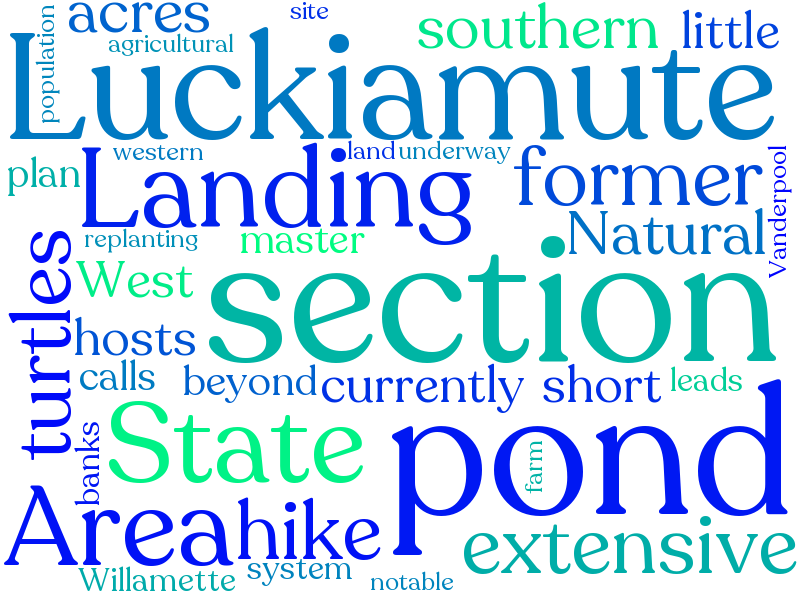 population
acres
site
southern
little
agricultural
Luckiamute
western
land
underway
plan
Landing
former
Vanderpool
Natural
replanting
master
turtles
West
section
hosts
calls
beyond
currently
short
leads
State
pond
banks
farm
Area
hike
extensive
Willamette
system
notable